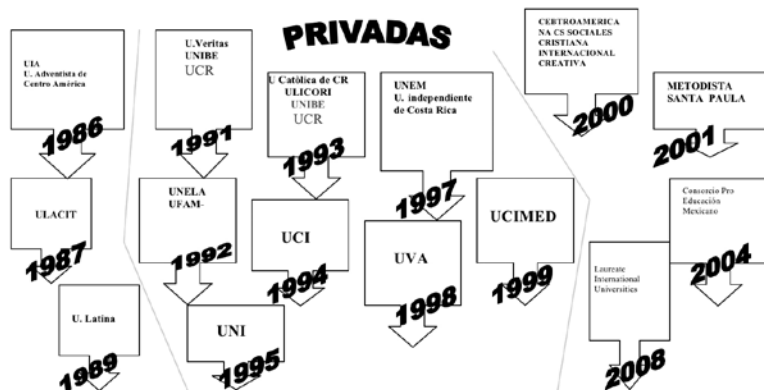 PRIVADAS
UIA
U. Adventista de
Centro América
1986
ULACIT
1987
U. Latina
1989
U.Veritas
UNIBE
UCR
1991
UNELA
UFAM-
1992
UNI
1995
U Católica de CR
ULICORI
UNIBE
UCR
1993
UCI
1994
UNEM
U. independiente
de Costa Rica
1997
UVA
1998
UCIMED
1999
CEBTROAMERICA
NA CS SOCIALES
CRISTIANA
INTERNACIONAL
CREATIVA
2000
METODISTA
SANTA PAULA
2001
Consorcio Pro
Educación
Mexicano
2004
Laurease
International
Universities
2008